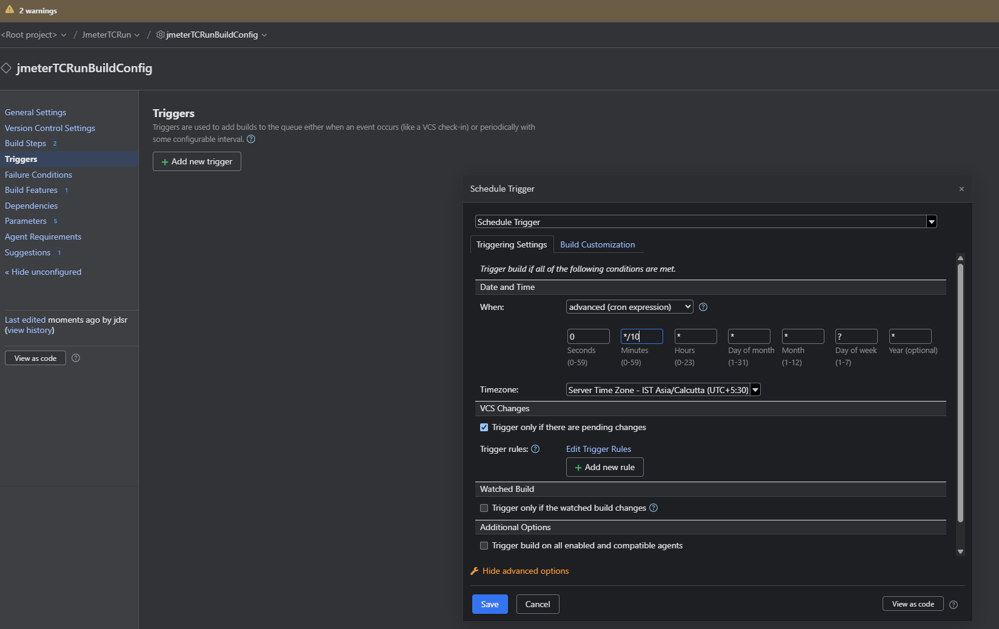 2 warnings
<Root project> / JmeterTCRun / jmeterTCRunBuildConfig
jmeterTCRunBuildConfig
General Settings
Version Control Settings
Build Steps 2
Triggers
Failure Conditions
Build Features 1
Dependencies
Parameters 5
Agent Requirements
Suggestions 1
« Hide unconfigured
Last edited moments ago by jdsr
(view history)
View as code ?
Triggers
Triggers are used to add builds to the queue either when an event occurs (like a VCS check-in) or periodically with
some configurable interval. ?
+ Add new trigger
Schedule Trigger ×
Schedule Trigger
Triggering Settings Build Customization
Trigger build if all of the following conditions are met.
Date and Time
When: advanced (cron expression) ?
0 */10 * * * ? *
Seconds Minutes Hours Day of month Month Day of week Year (optional)
(0-59) (0-59) (0-23) (1-31) (1-12) (1-7)
Timezone: Server Time Zone - IST Asia/Calcutta (UTC+5:30)
VCS Changes
Trigger only if there are pending changes
Trigger rules: ? Edit Trigger Rules
+ Add new rule
Watched Build
Trigger only if the watched build changes ?
Additional Options
Trigger build on all enabled and compatible agents
Hide advanced options
Save Cancel View as code ?